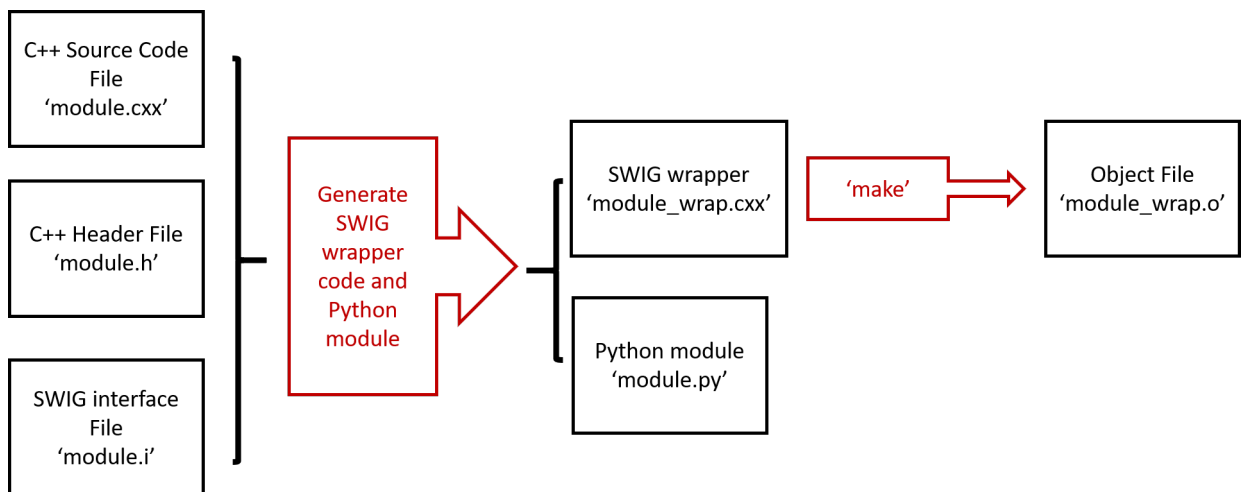 C++ Source Code
File
‘module.cxx’
C++ Header File
‘module.h’
SWIG interface
File
‘module.i’
Generate
SWIG
wrapper
code and
Python
module
SWIG wrapper
‘module_wrap.cxx’
Python module
‘module.py’
‘make’
Object File
‘module_wrap.o’